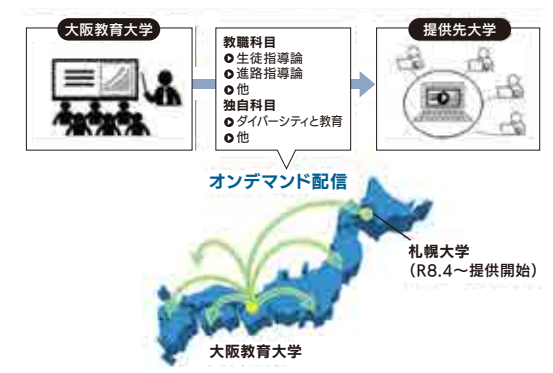 大阪教育大学
教職科目
生徒指導論
進路指導論
他
独自科目
ダイバーシティと教育
他
提供先大学
オンデマンド配信
札幌大学
（R8.4～提供開始）
大阪教育大学